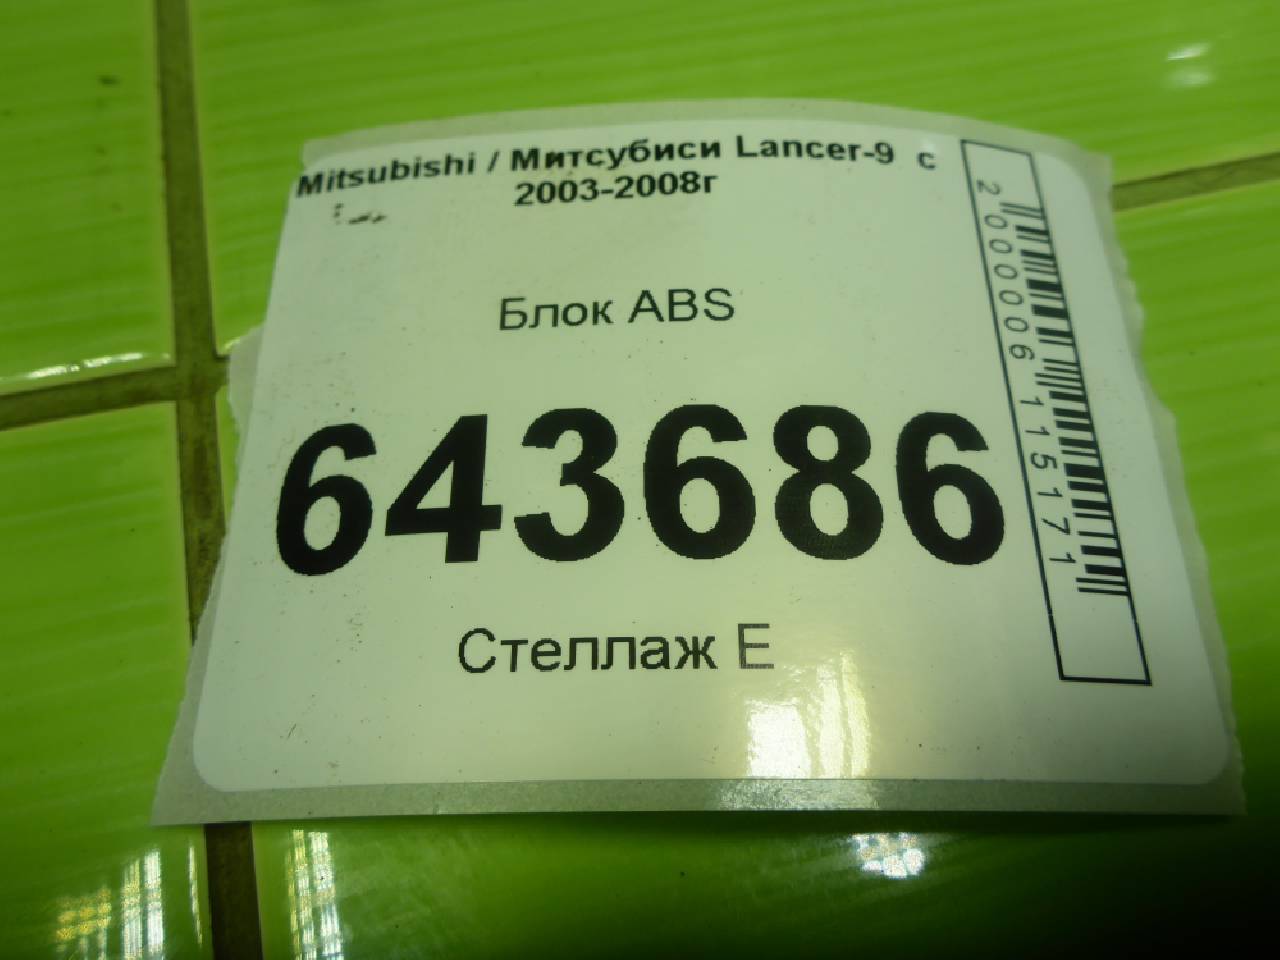 Mitsubishi / Митсубиси Lancer-9 с
2003-2008г
Блок ABS
643686
Стеллаж E
2000006115171